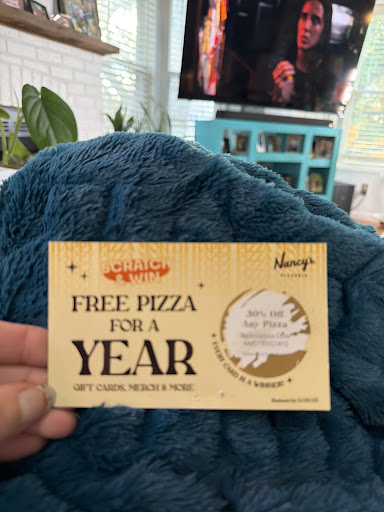 SCRATCH
& WIN
Nancy's
PIZZERIA
FREE PIZZA
FOR A
YEAR
GIFT CARDS, MERCH & MORE
30% Off
Any Pizza
EVERY CARD IS A WINNER!